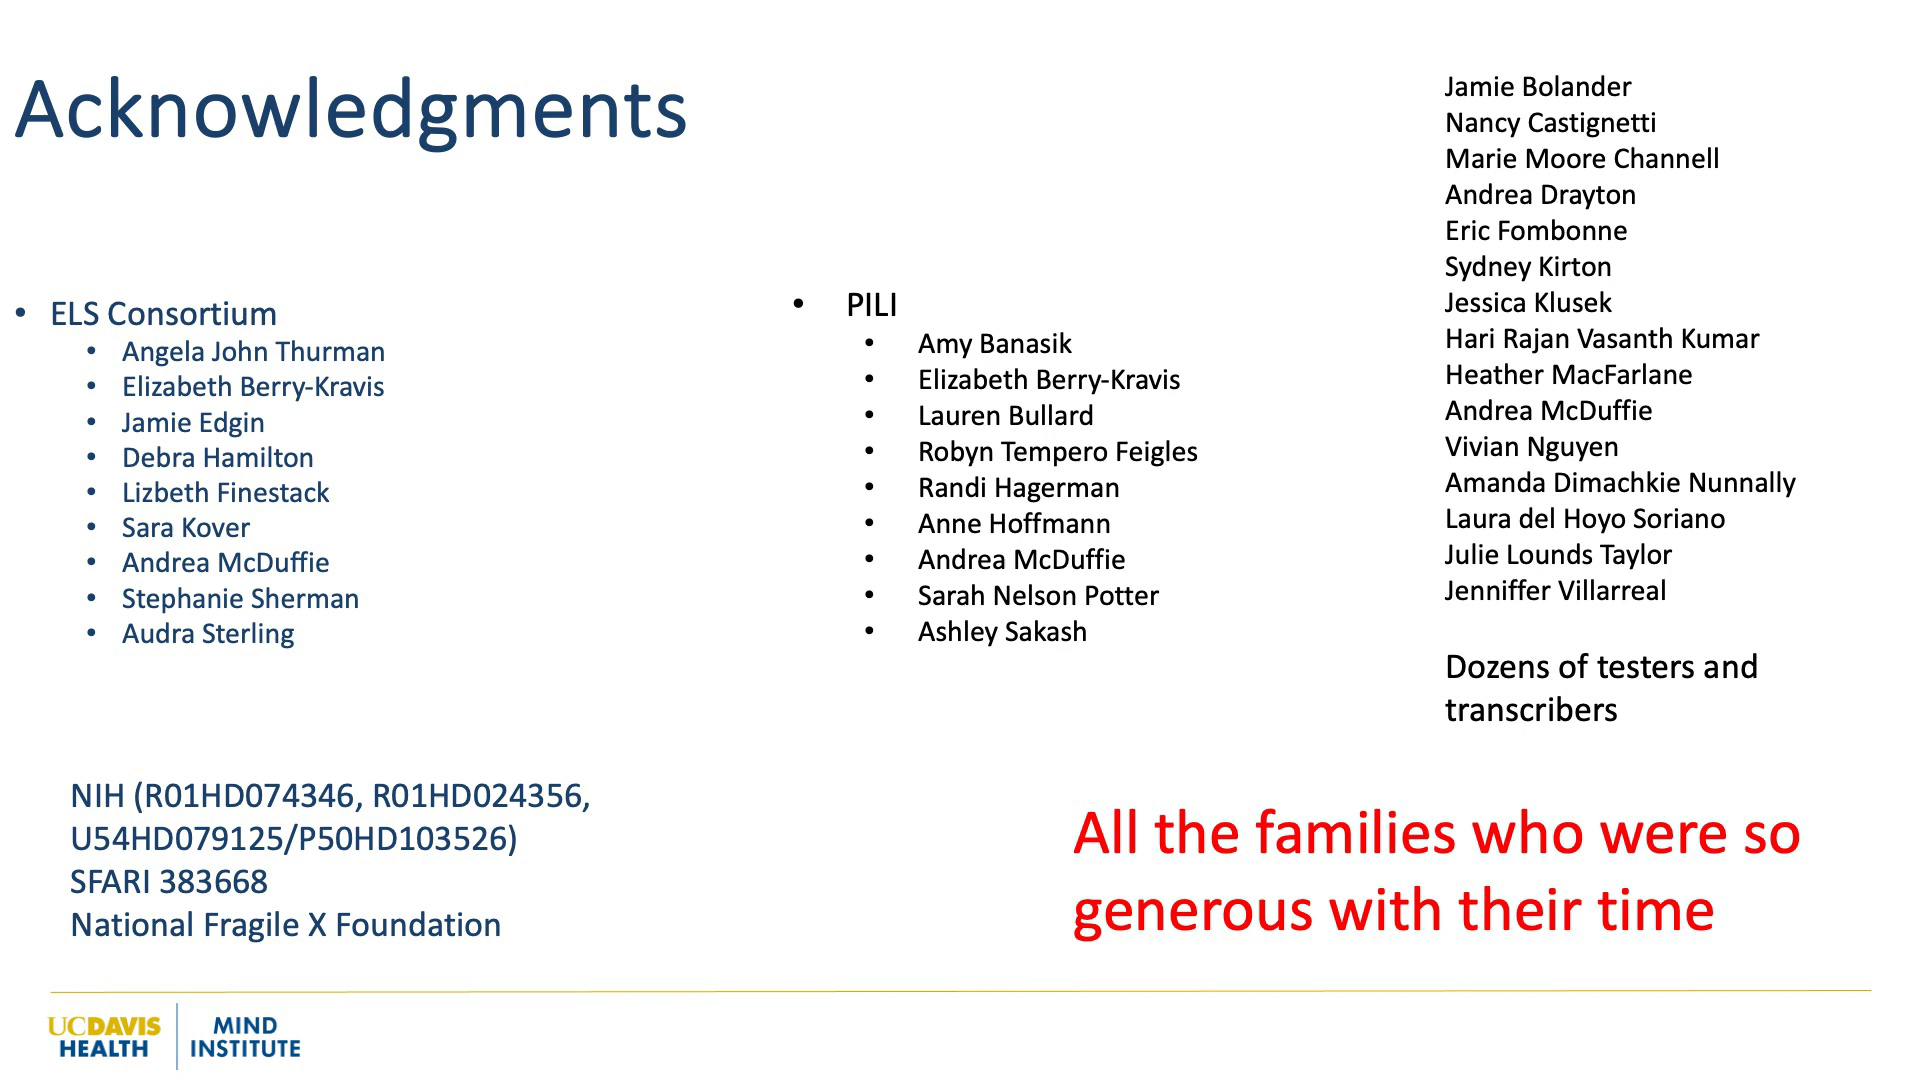 Acknowledgments
• ELS Consortium
• Angela John Thurman
• Elizabeth Berry-Kravis
• Jamie Edgin
• Debra Hamilton
• Lizbeth Finestack
• Sara Kover
• Andrea McDuffie
• Stephanie Sherman
• Audra Sterling
• PILI
• Amy Banasik
• Elizabeth Berry-Kravis
• Lauren Bullard
• Robyn Tempero Feigles
• Randi Hagerman
• Anne Hoffmann
• Andrea McDuffie
• Sarah Nelson Potter
• Ashley Sakash
Jamie Bolander
Nancy Castignetti
Marie Moore Channell
Andrea Drayton
Eric Fombonne
Sydney Kirton
Jessica Klusek
Hari Rajan Vasanth Kumar
Heather MacFarlane
Andrea McDuffie
Vivian Nguyen
Amanda Dimachkie Nunnally
Laura del Hoyo Soriano
Julie Lounds Taylor
Jenniffer Villarreal
Dozens of testers and
transcribers
NIH (R01HD074346, R01HD024356,
U54HD079125/P50HD103526)
SFARI 383668
National Fragile X Foundation
All the families who were so
generous with their time
UCDAVIS
HEALTH
MIND
INSTITUTE